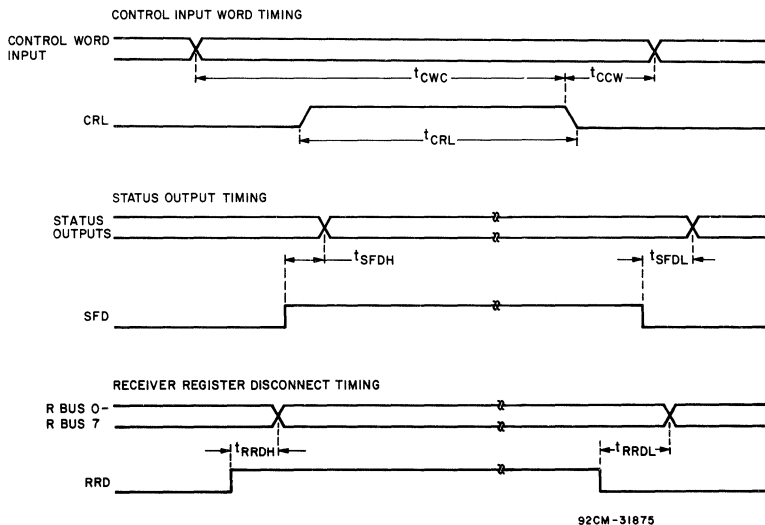 CONTROL INPUT WORD TIMING
CONTROL WORD
INPUT
tCWC
tCCW
CRL
tCRL
STATUS OUTPUT TIMING
STATUS
OUTPUTS
tSFDH
tSFDL
SFD
RECEIVER REGISTER DISCONNECT TIMING
R BUS 0-
R BUS 7
tRRDH
tRRDL
RRD
92CM-31875